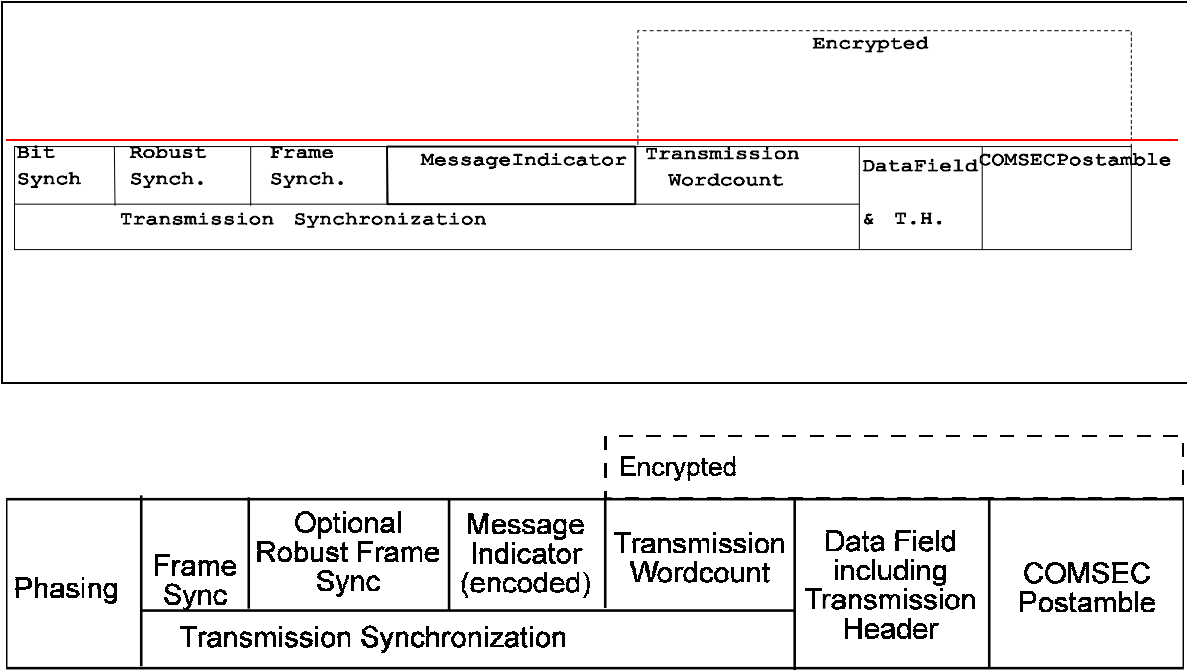 Encrypted
Bit Robust Frame MessageIndicator Transmission DataField COMSECPostamble
Synch Synch. Synch. Wordcount
Transmission Synchronization & T.H.
Encrypted
Phasing
Frame
Sync
Optional
Robust Frame
Sync
Message
Indicator
(encoded)
Transmission
Wordcount
Data Field
including
Transmission
Header
COMSEC
Postamble
Transmission Synchronization